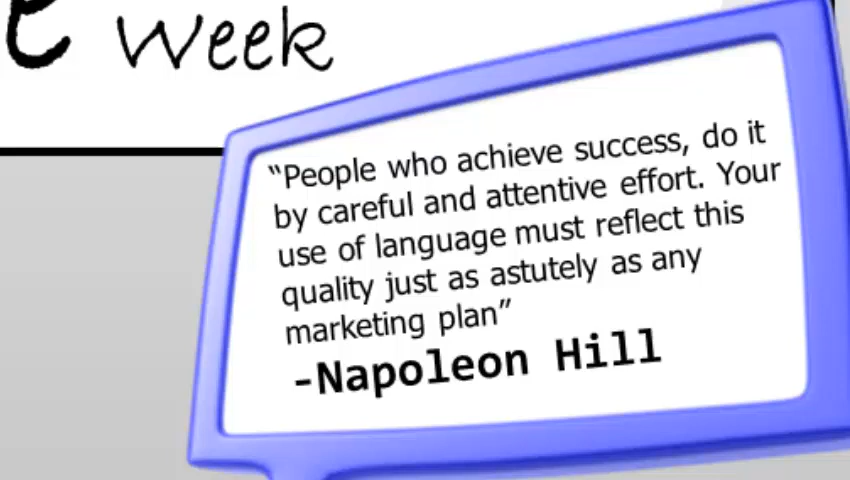 Week
“People who achieve success, do it
by careful and attentive effort. Your
use of language must reflect this
quality just as astutely as any
marketing plan”
-Napoleon Hill